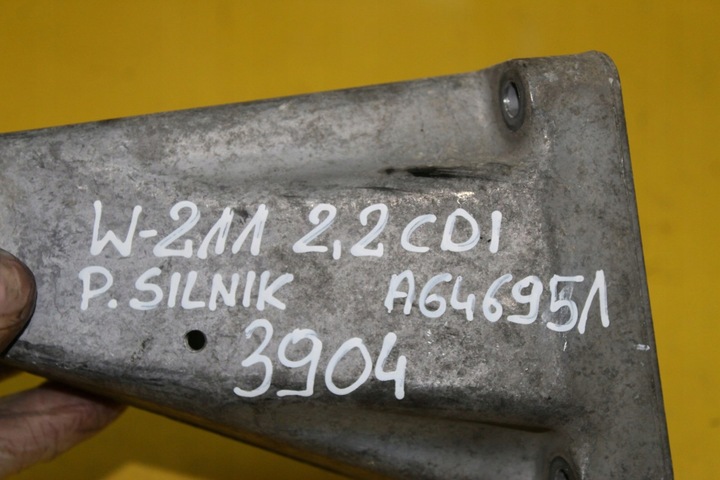 W-211 2,2 CDI
P. SILNIK A646951
3904